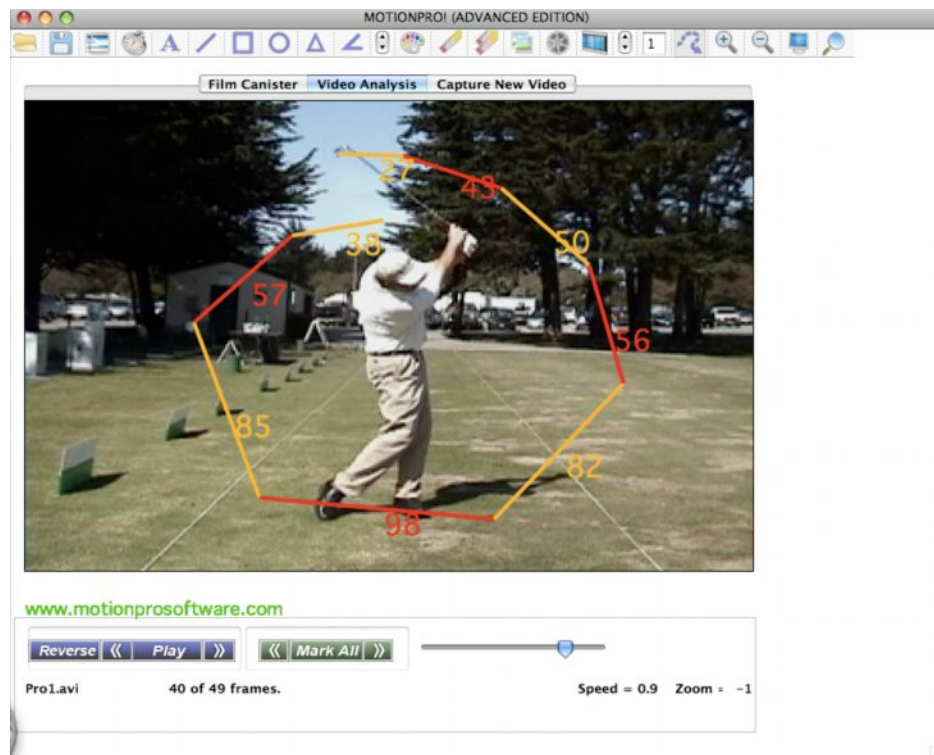 MOTIONPRO! (ADVANCED EDITION)
A 1
Film Canister Video Analysis Capture New Video
27
43
38
50
57
56
85
82
98
www.motionprosoftware.com
Reverse « Play » « Mark All »
Pro1.avi 40 of 49 frames. Speed = 0.9 Zoom = -1